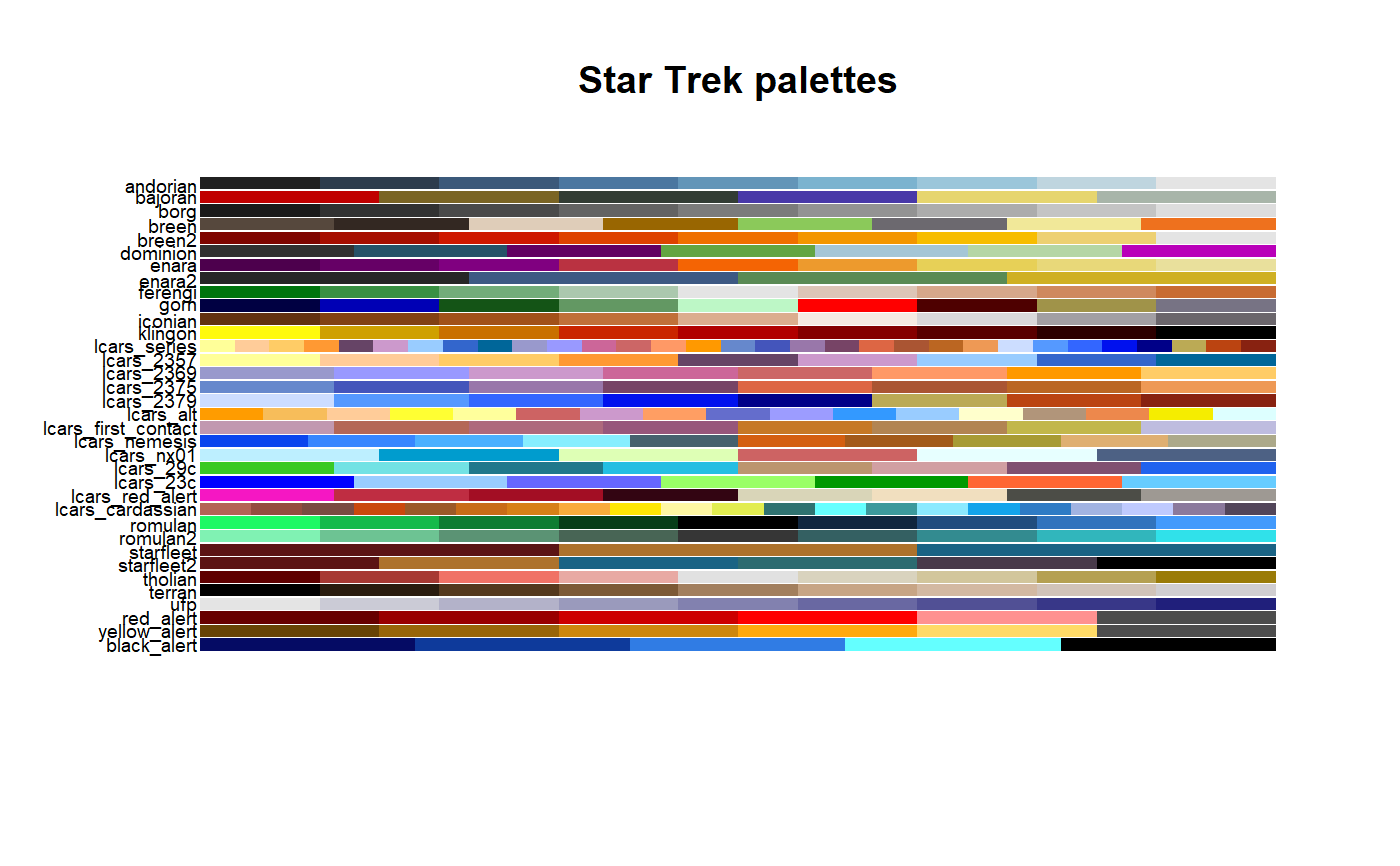 Star Trek palettes
andorian
bajoran
borg
breen
breen2
dominion
enara
enara2
ferengi
gorn
iconian
klingon
lcars_series
lcars_2357
lcars_2369
lcars_2375
lcars_2379
lcars_alt
lcars_first_contact
lcars_nemesis
lcars_nx01
lcars_29c
lcars_23c
lcars_red_alert
lcars_cardassian
romulan
romulan2
starfleet
starfleet2
tholian
terran
ufp
red_alert
yellow_alert
black_alert